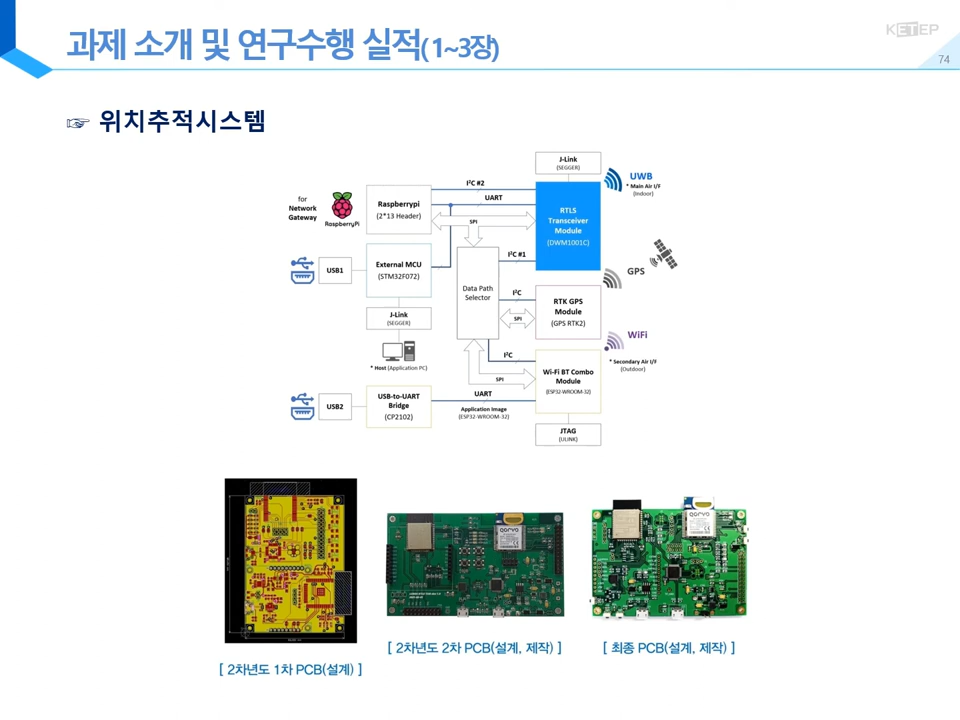 과제 소개 및 연구수행 실적(1~3장)
KETEP
74
☞ 위치추적시스템
J-Link
(SEGGER)
UWB
* Main Air I/F
(Indoor)
I²C #2
UART
for
Network
Gateway
RaspberryPi
Raspberrypi
(2*13 Header)
SPI
RTLS
Transceiver
Module
(DWM1001C)
I²C #1
GPS
USB1
External MCU
(STM32F072)
Data Path
Selector
I²C
SPI
RTK GPS
Module
(GPS RTK2)
J-Link
(SEGGER)
* Host (Application PC)
WiFi
* Secondary Air I/F
(Outdoor)
I²C
SPI
Wi-Fi BT Combo
Module
(ESP32-WROOM-32)
USB2
USB-to-UART
Bridge
(CP2102)
UART
Application Image
(ESP32-WROOM-32)
JTAG
(ULINK)
Qorvo
Qorvo
[ 2차년도 1차 PCB(설계) ]
[ 2차년도 2차 PCB(설계, 제작) ]
[ 최종 PCB(설계, 제작) ]